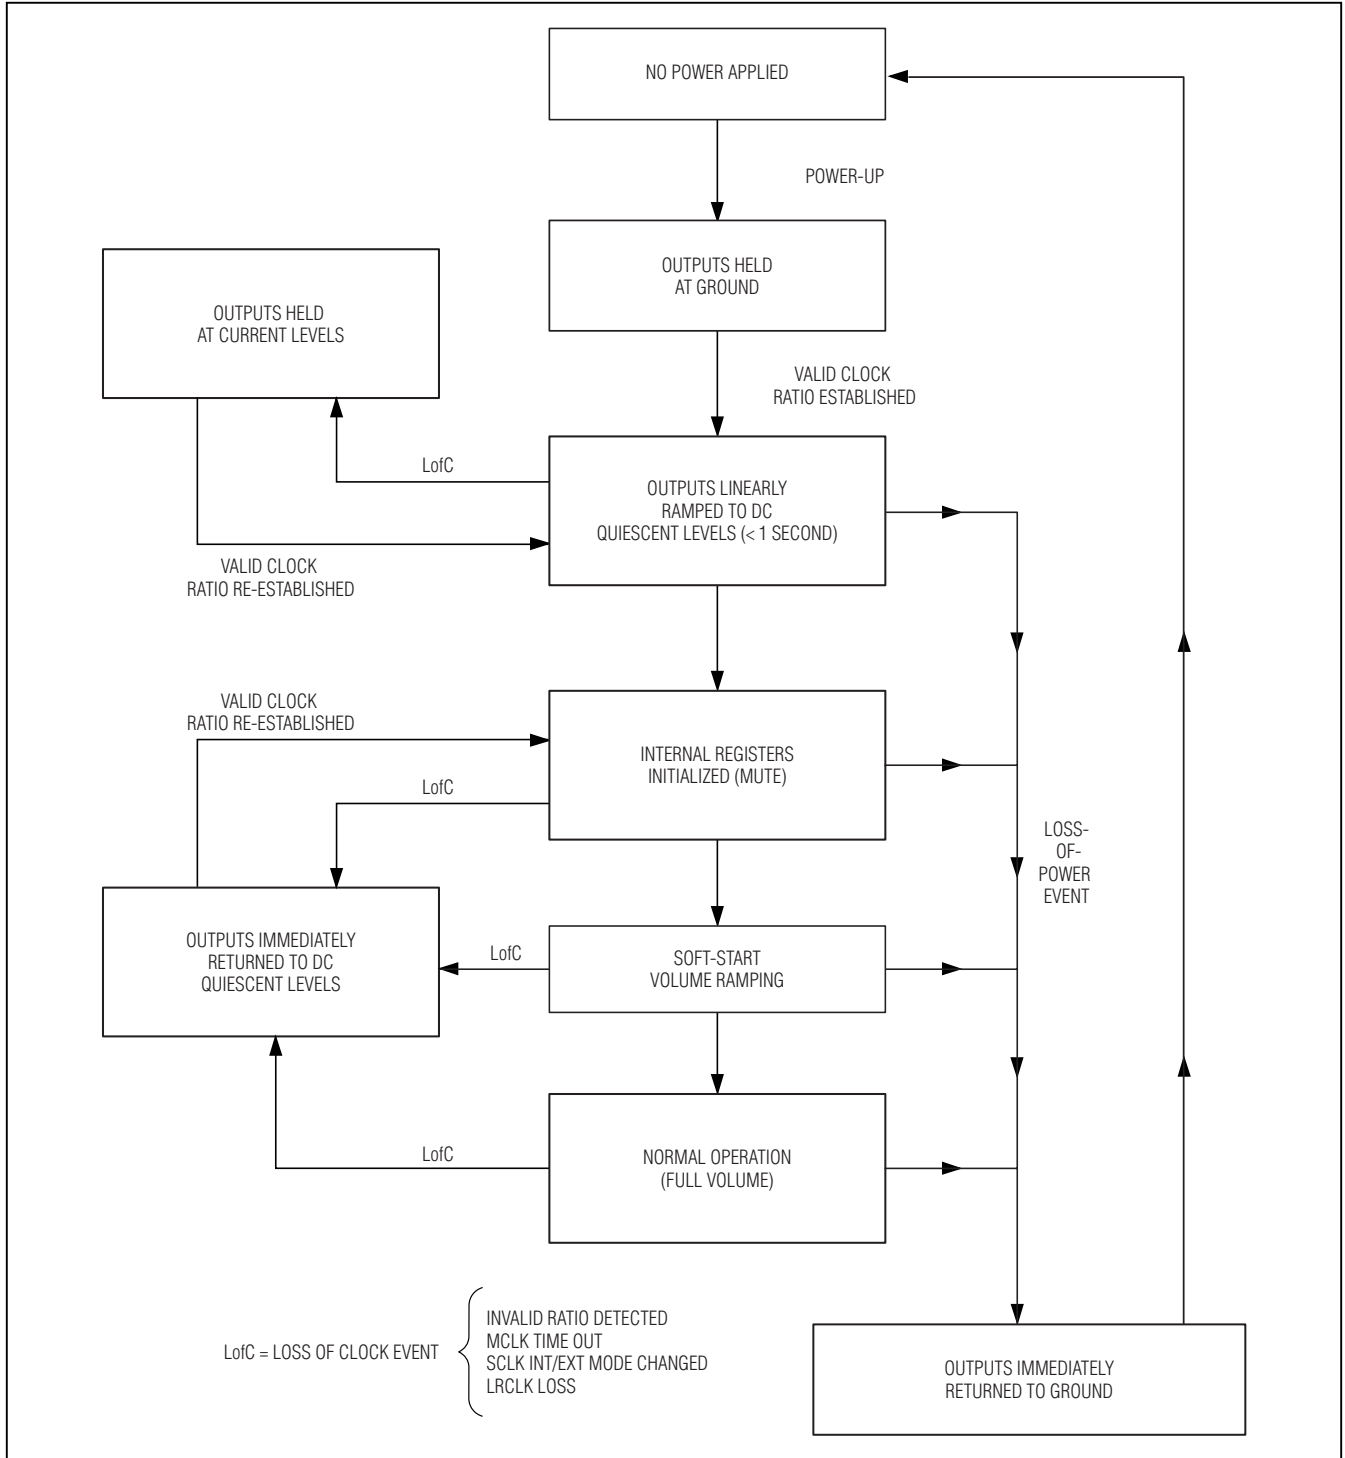 NO POWER APPLIED
POWER-UP
OUTPUTS HELD
AT GROUND
OUTPUTS HELD
AT CURRENT LEVELS
VALID CLOCK
RATIO ESTABLISHED
LofC
OUTPUTS LINEARLY
RAMPED TO DC
QUIESCENT LEVELS (< 1 SECOND)
VALID CLOCK
RATIO RE-ESTABLISHED
VALID CLOCK
RATIO RE-ESTABLISHED
INTERNAL REGISTERS
INITIALIZED (MUTE)
LofC
LOSS-
OF-
POWER
EVENT
OUTPUTS IMMEDIATELY
RETURNED TO DC
QUIESCENT LEVELS
LofC
SOFT-START
VOLUME RAMPING
LofC
NORMAL OPERATION
(FULL VOLUME)
LofC = LOSS OF CLOCK EVENT
INVALID RATIO DETECTED
MCLK TIME OUT
SCLK INT/EXT MODE CHANGED
LRCLK LOSS
OUTPUTS IMMEDIATELY
RETURNED TO GROUND